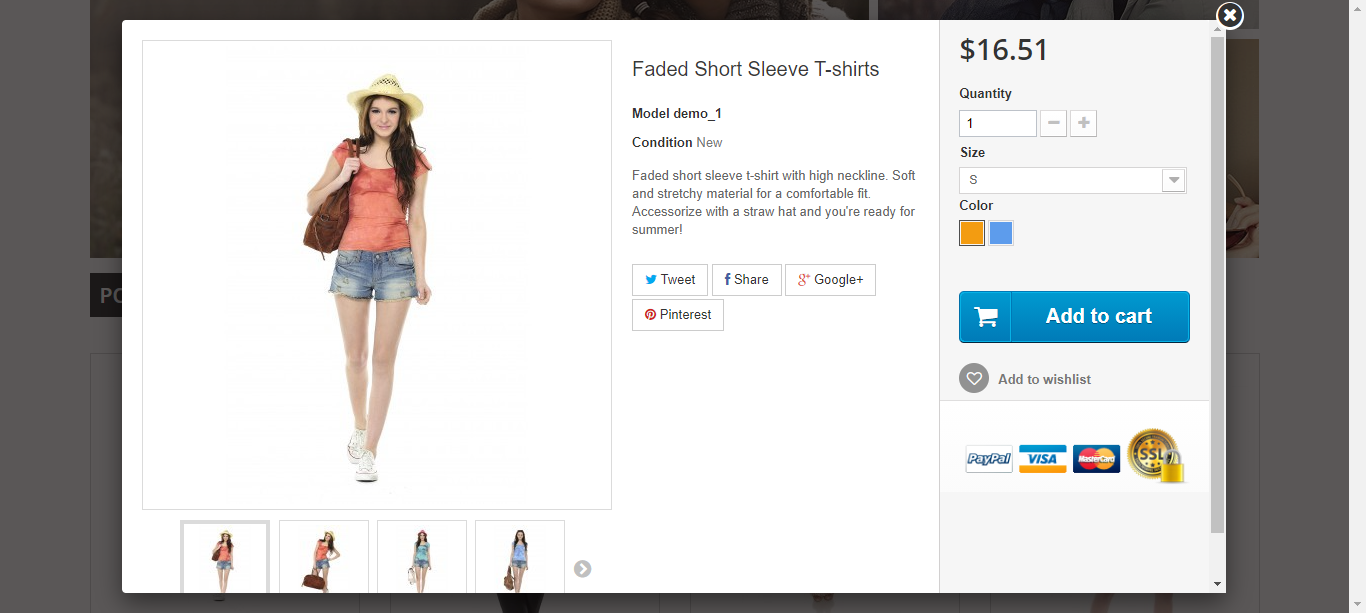 Faded Short Sleeve T-shirts
Model demo_1
Condition New
Faded short sleeve t-shirt with high neckline. Soft
and stretchy material for a comfortable fit.
Accessorize with a straw hat and you're ready for
summer!
Tweet
Share
Google+
Pinterest
$16.51
Quantity
1
Size
S
Color
Add to cart
Add to wishlist
PayPal
VISA
MasterCard
SSL
PO